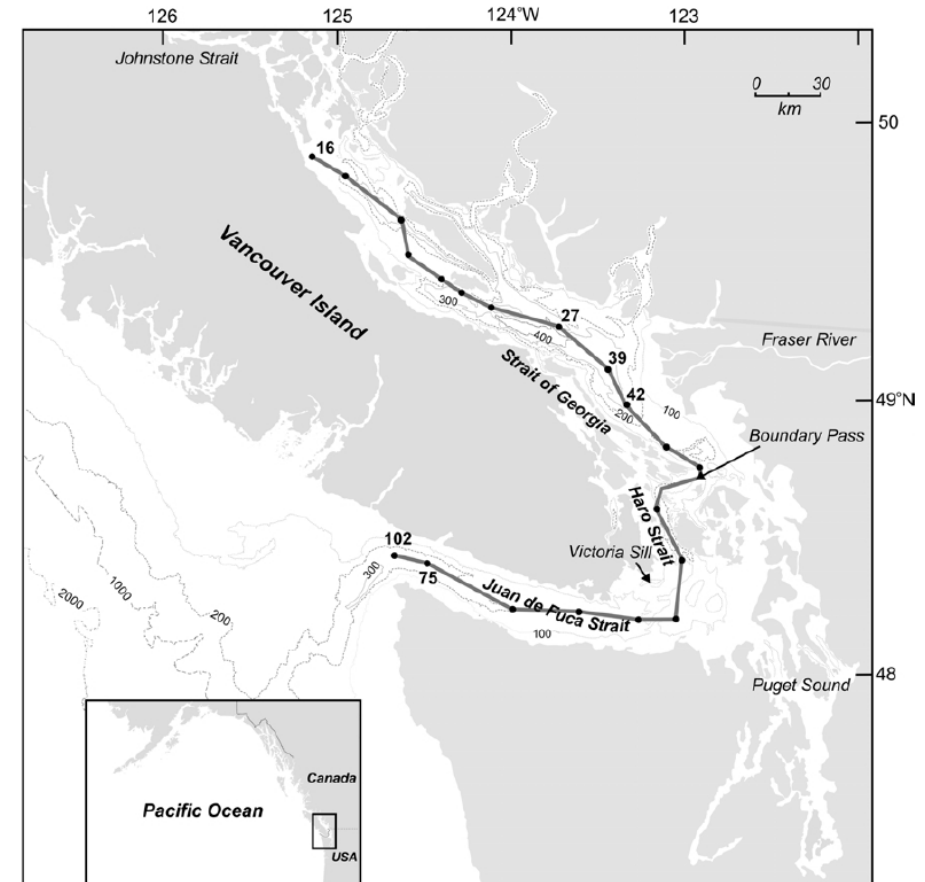 126
125
124°W
123
Johnstone Strait
0 30
km
50
16
Vancouver Island
300
27
Fraser River
400
39
Strait of Georgia
42
100
200
49°N
Boundary Pass
Haro Strait
102
Victoria Sill
300
75
Juan de Fuca Strait
1000
2000
200
100
48
Puget Sound
Canada
Pacific Ocean
USA